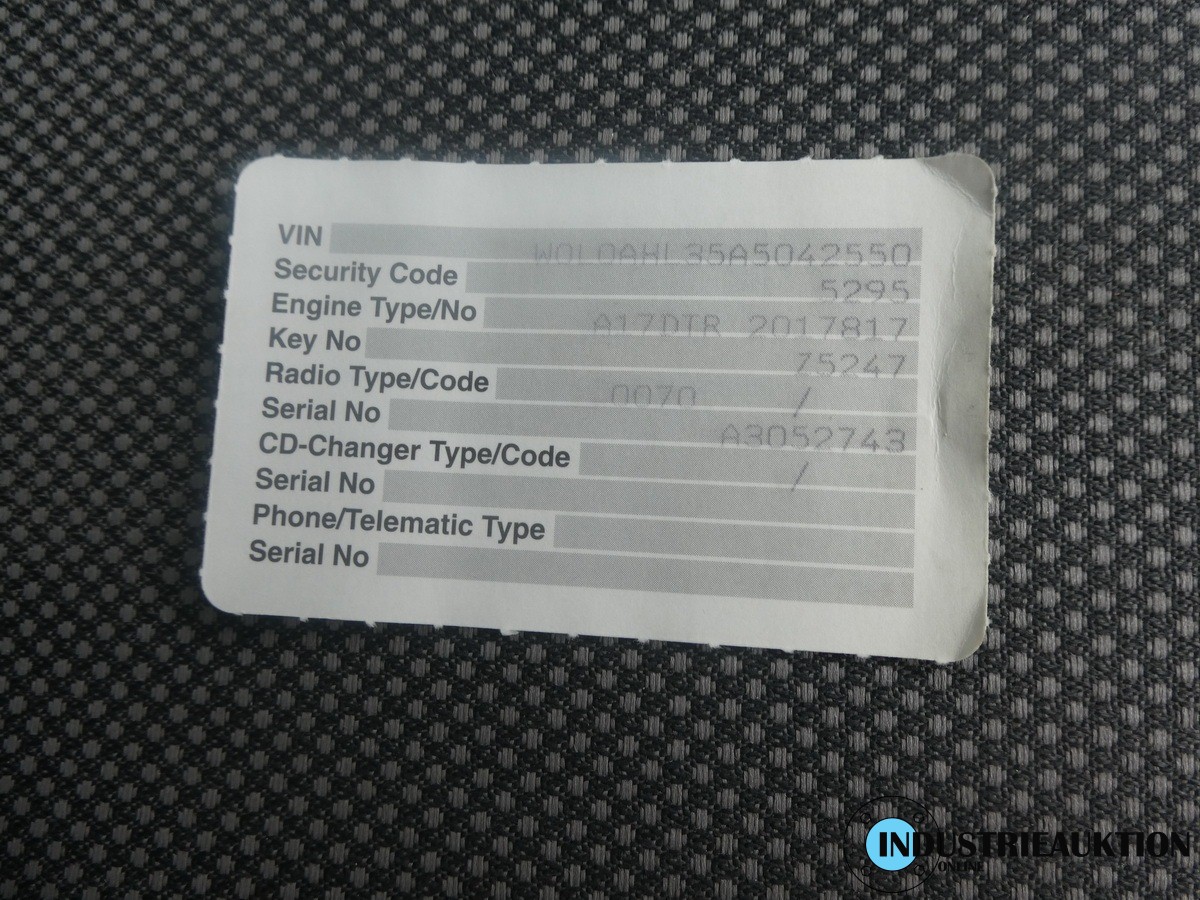 VIN W0L0AHL35A5042550
Security Code 5295
Engine Type/No A17DTR 2017817
Key No 75247
Radio Type/Code 0070 /
Serial No A3052743
CD-Changer Type/Code /
Serial No
Phone/Telematic Type
Serial No
INDUSTRIEAUKTION
ONLINE